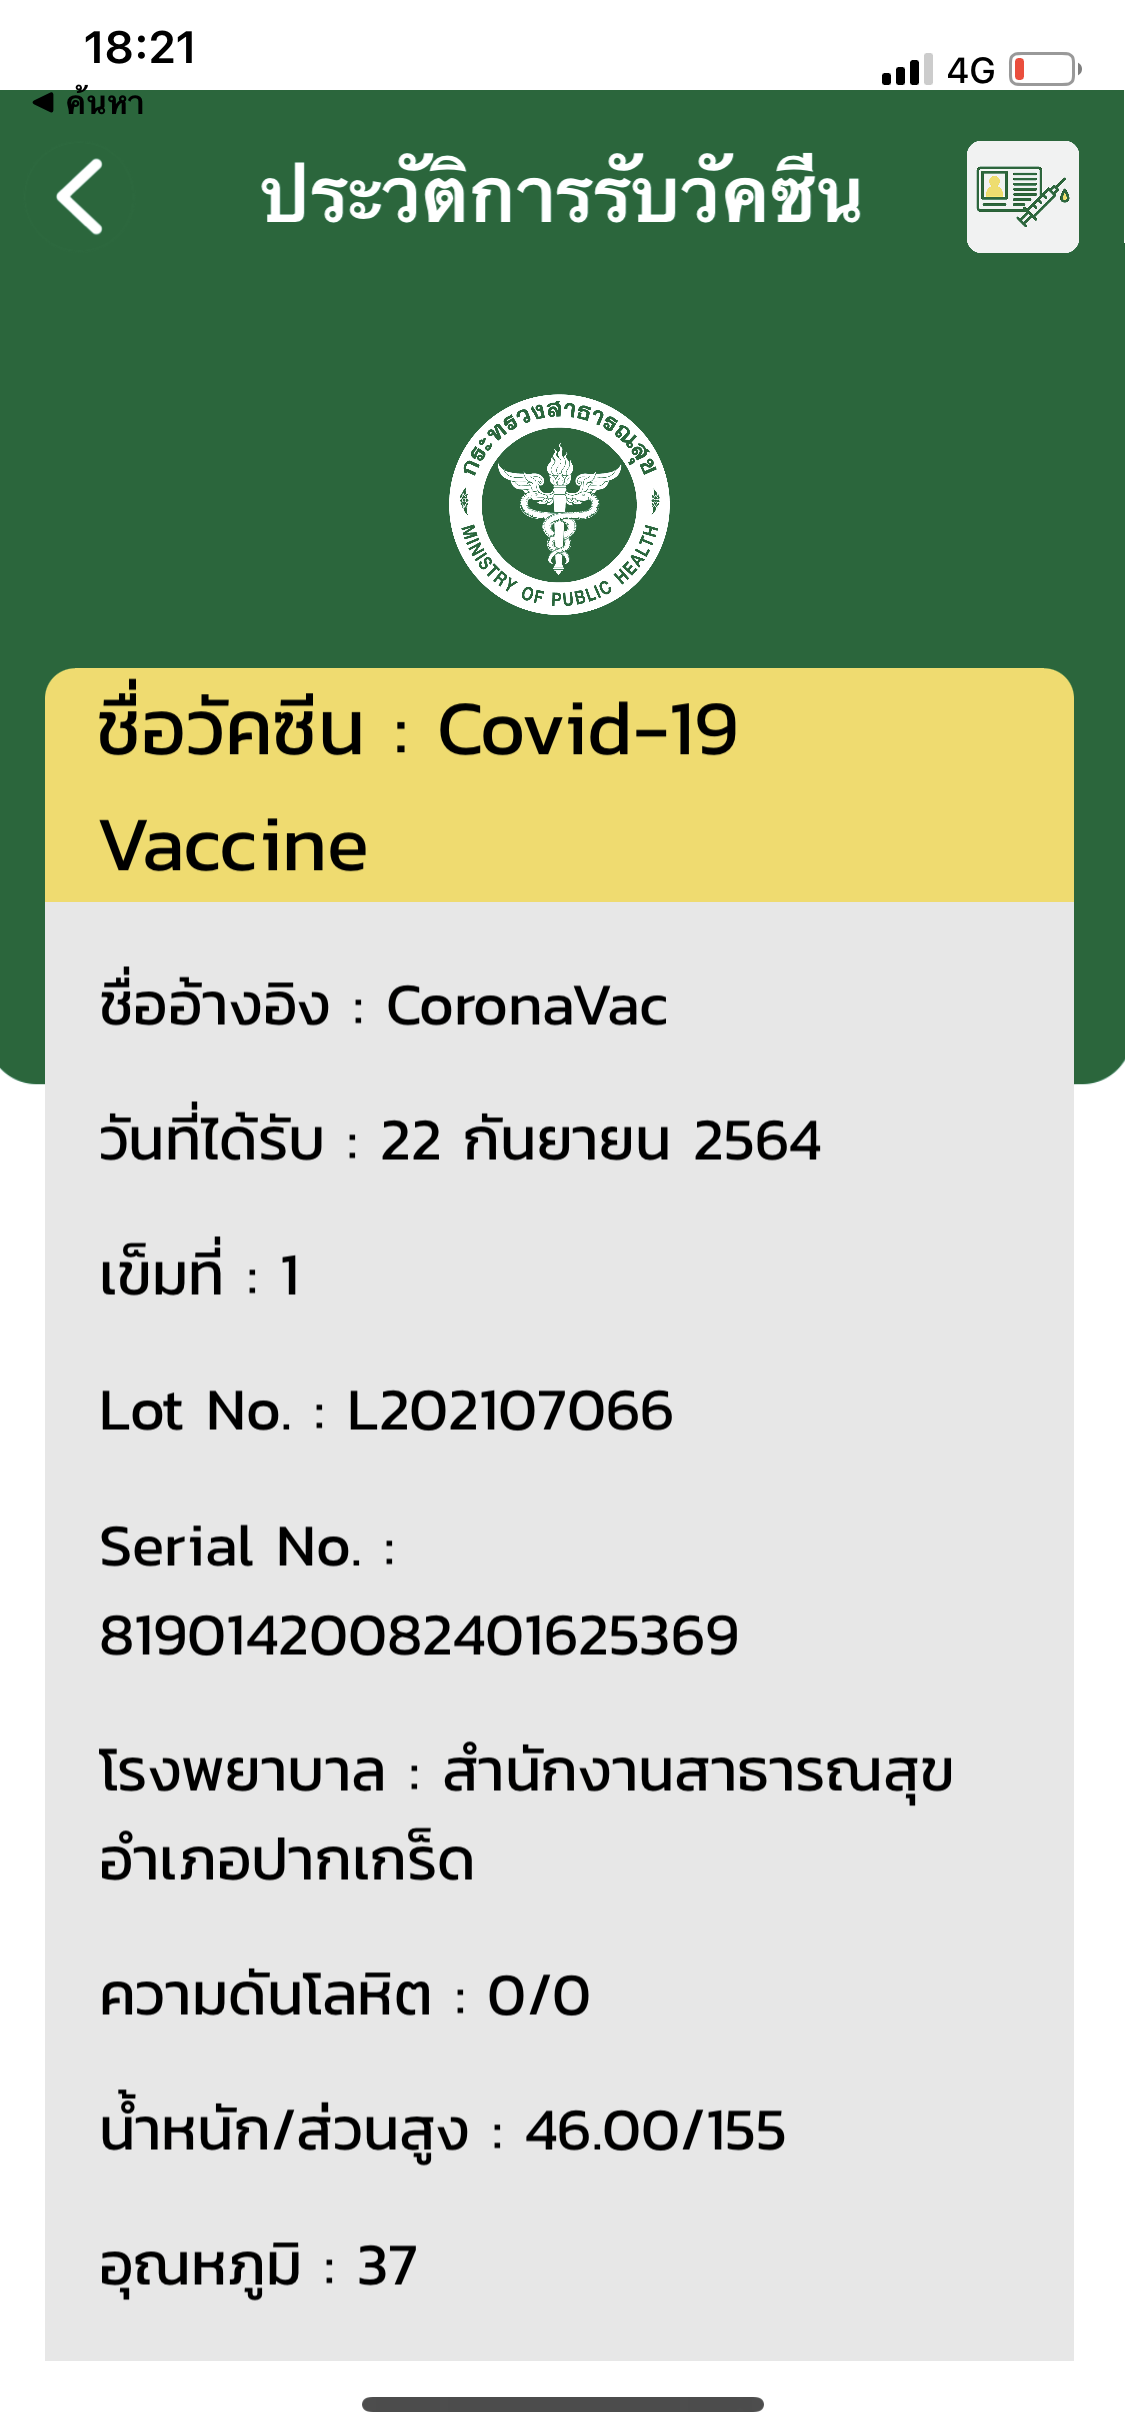 18:21
4G
◀ ค้นหา
ประวัติการรับวัคซีน
กระทรวงสาธารณสุข
MINISTRY OF PUBLIC HEALTH
ชื่อวัคซีน : Covid-19
Vaccine
ชื่ออ้างอิง : CoronaVac
วันที่ได้รับ : 22 กันยายน 2564
เข็มที่ : 1
Lot No. : L202107066
Serial No. :
81901420082401625369
โรงพยาบาล : สำนักงานสาธารณสุข
อำเภอปากเกร็ด
ความดันโลหิต : 0/0
น้ำหนัก/ส่วนสูง : 46.00/155
อุณหภูมิ : 37